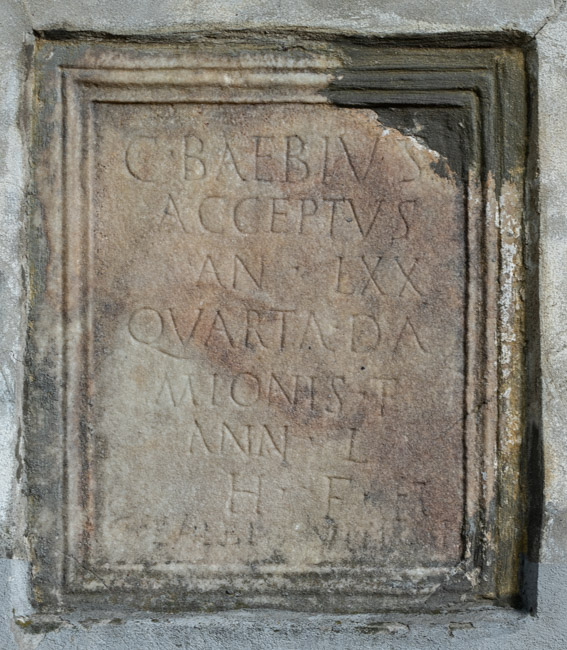 C·BAEBIVS
ACCEPTVS
AN · LXX
QVARTA·DA
MIONIS·F
ANN · L
H · F